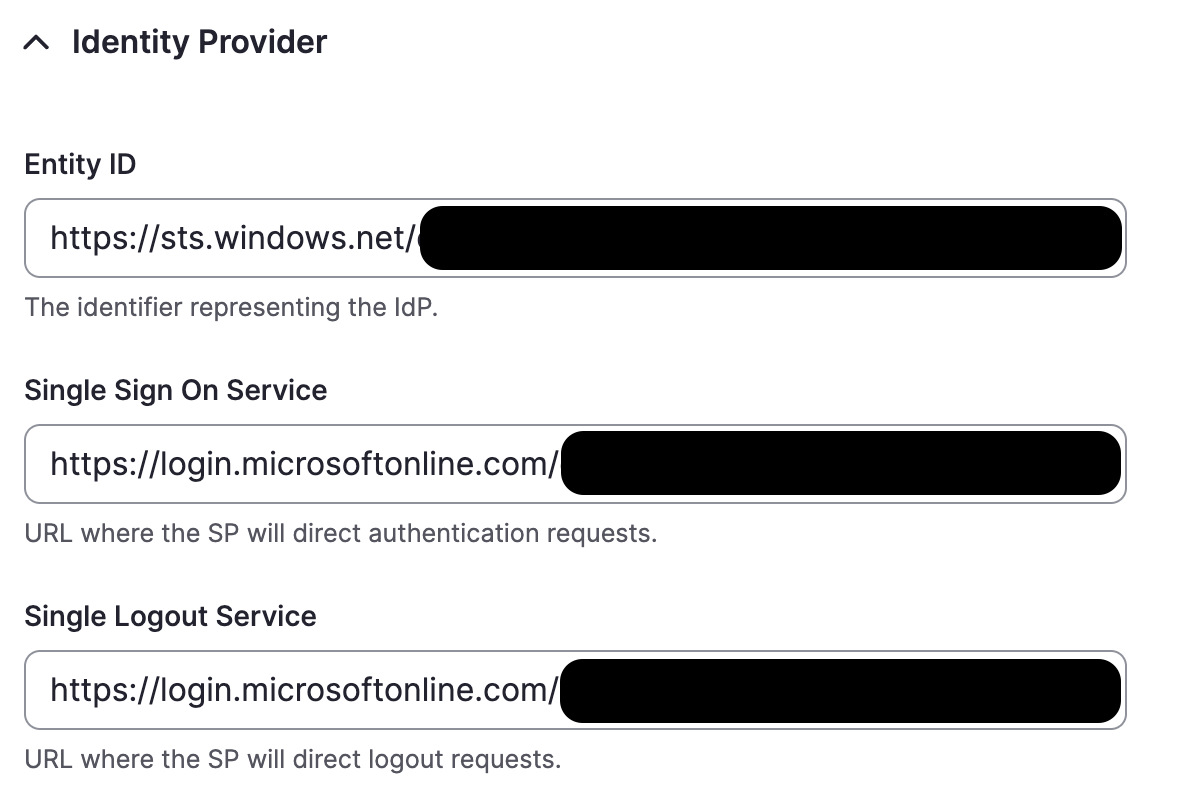 Identity Provider
Entity ID
https://sts.windows.net/
The identifier representing the IdP.
Single Sign On Service
https://login.microsoftonline.com/
URL where the SP will direct authentication requests.
Single Logout Service
https://login.microsoftonline.com/
URL where the SP will direct logout requests.